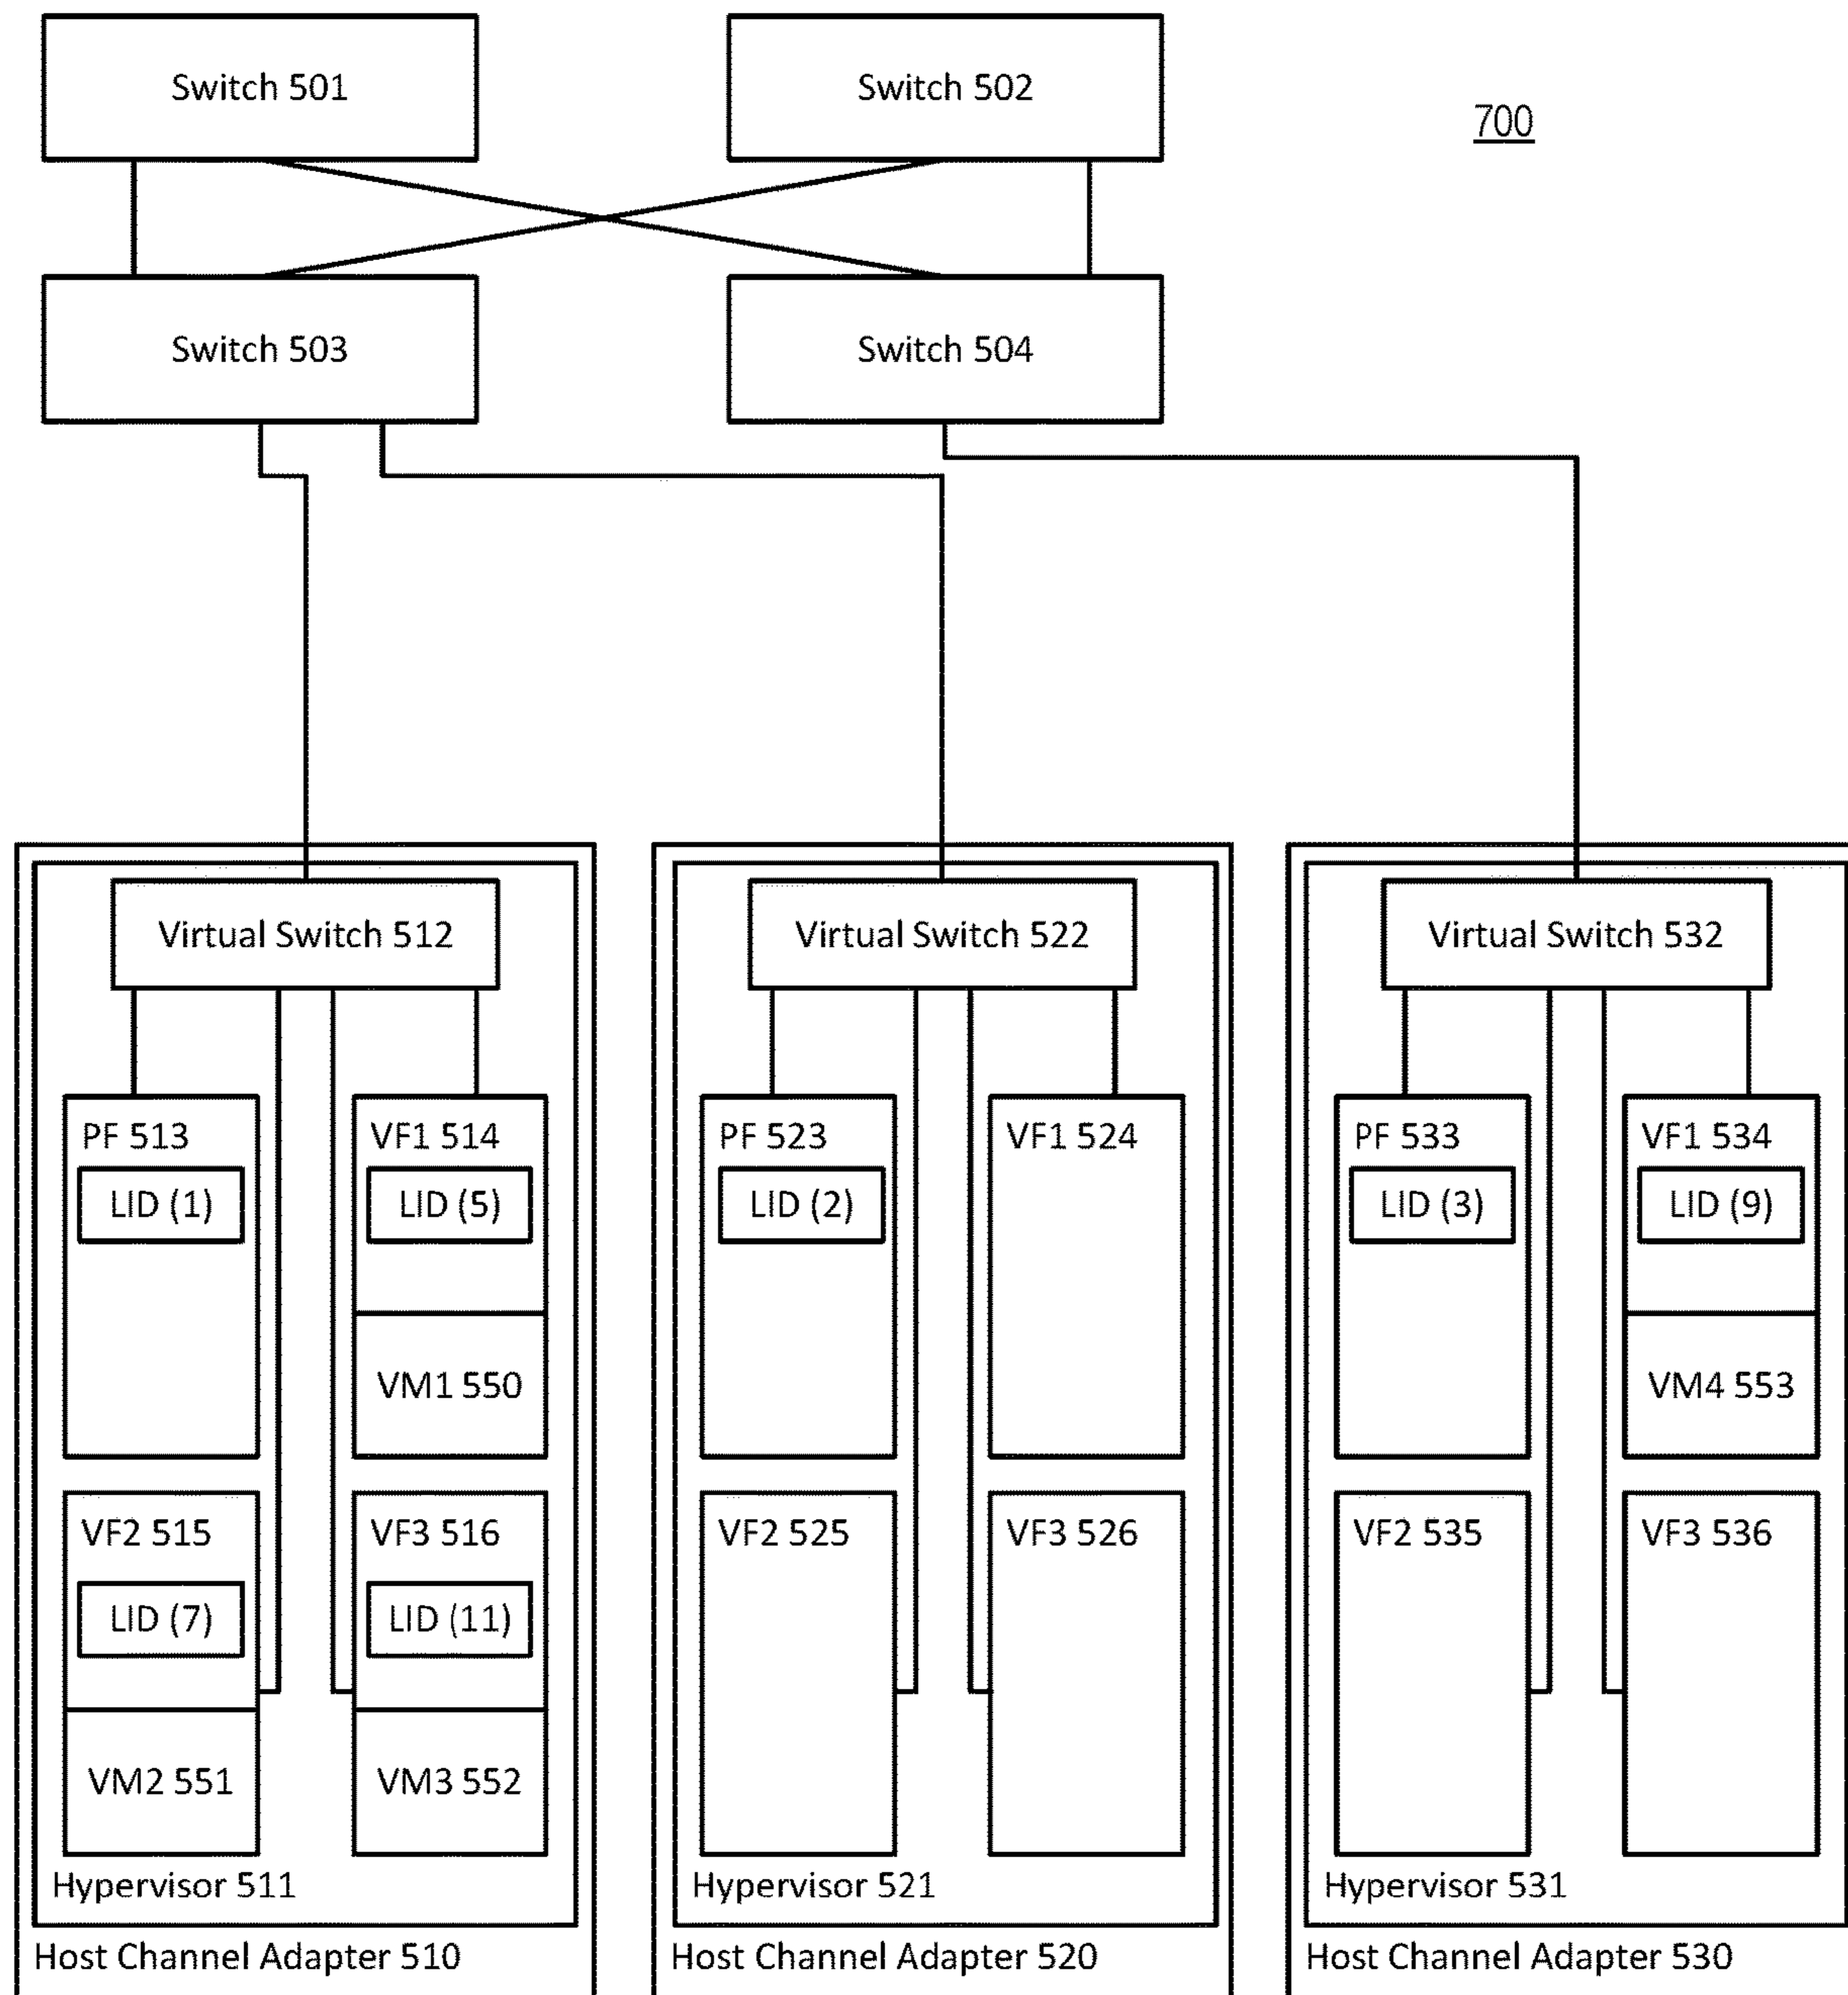 Switch 501
Switch 502
700
Switch 503
Switch 504
Virtual Switch 512
Virtual Switch 522
Virtual Switch 532
PF 513
LID (1)
VF1 514
LID (5)
VM1 550
VF2 515
LID (7)
VM2 551
VF3 516
LID (11)
VM3 552
Hypervisor 511
Host Channel Adapter 510
PF 523
LID (2)
VF1 524
VF2 525
VF3 526
Hypervisor 521
Host Channel Adapter 520
PF 533
LID (3)
VF1 534
LID (9)
VM4 553
VF2 535
VF3 536
Hypervisor 531
Host Channel Adapter 530